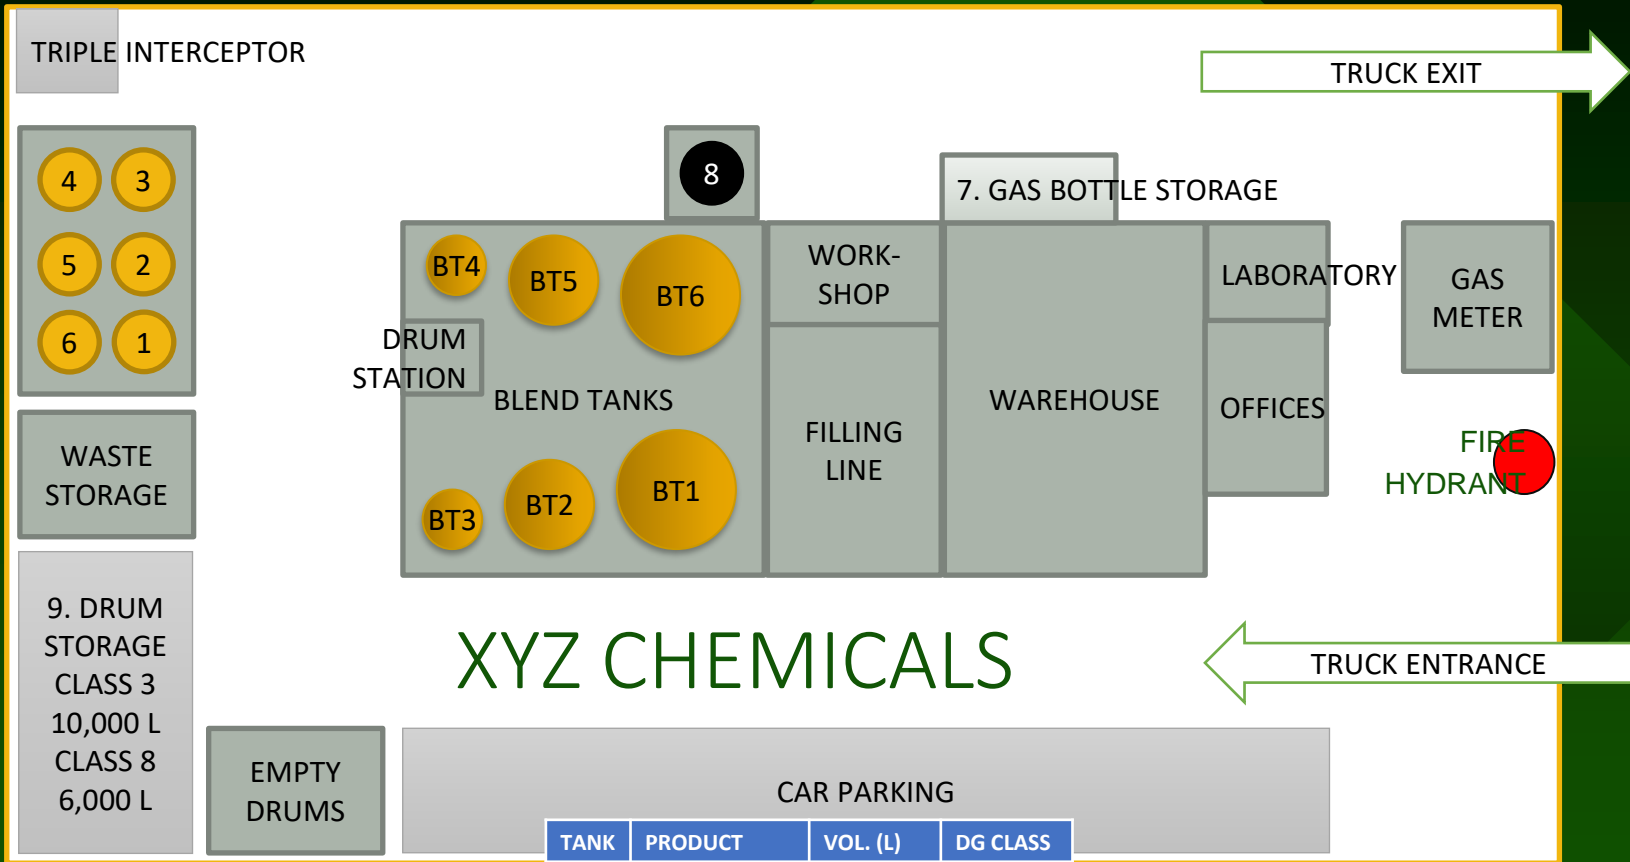 TRIPLE INTERCEPTOR
TRUCK EXIT
4
3
5
2
6
1
8
7. GAS BOTTLE STORAGE
BT4
BT5
BT6
WORK-
SHOP
LABORATORY
GAS
METER
DRUM
STATION
BLEND TANKS
FILLING
LINE
WAREHOUSE
OFFICES
FIRE
HYDRANT
WASTE
STORAGE
BT3
BT2
BT1
9. DRUM
STORAGE
CLASS 3
10,000 L
CLASS 8
6,000 L
XYZ CHEMICALS
TRUCK ENTRANCE
EMPTY
DRUMS
CAR PARKING
TANK PRODUCT VOL. (L) DG CLASS